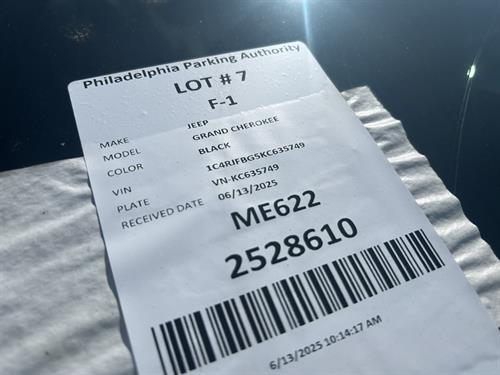 Philadelphia Parking Authority
LOT # 7
F-1
MAKE JEEP
MODEL GRAND CHEROKEE
COLOR BLACK
VIN 1C4RJFBG5KC635749
PLATE VN-KC635749
RECEIVED DATE 06/13/2025
ME622
2528610
6/13/2025 10:14:17 AM